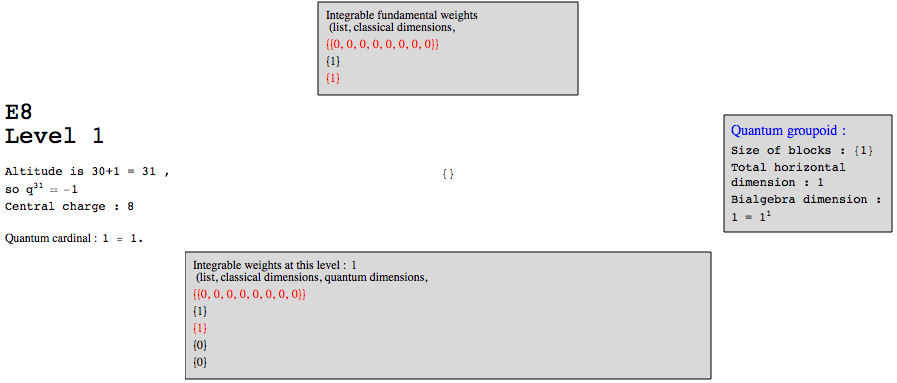 Integrable fundamental weights
(list, classical dimensions,
{{0, 0, 0, 0, 0, 0, 0, 0}}
{1}
{1}
E8
Level 1
Altitude is 30+1 = 31 ,
so q³¹ = −1
Central charge : 8
Quantum cardinal : 1 = 1.
{}
Quantum groupoid :
Size of blocks : {1}
Total horizontal
dimension : 1
Bialgebra dimension :
1 = 1¹
Integrable weights at this level : 1
(list, classical dimensions, quantum dimensions,
{{0, 0, 0, 0, 0, 0, 0, 0}}
{1}
{1}
{0}
{0}